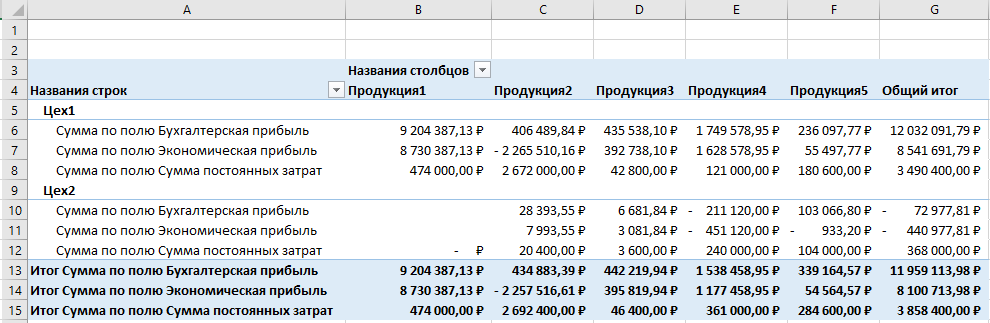 A B C D E F G
1
2
3 Названия столбцов
4 Названия строк Продукция1 Продукция2 Продукция3 Продукция4 Продукция5 Общий итог
5 Цех1
6 Сумма по полю Бухгалтерская прибыль 9 204 387,13 ₽ 406 489,84 ₽ 435 538,10 ₽ 1 749 578,95 ₽ 236 097,77 ₽ 12 032 091,79 ₽
7 Сумма по полю Экономическая прибыль 8 730 387,13 ₽ - 2 265 510,16 ₽ 392 738,10 ₽ 1 628 578,95 ₽ 55 497,77 ₽ 8 541 691,79 ₽
8 Сумма по полю Сумма постоянных затрат 474 000,00 ₽ 2 672 000,00 ₽ 42 800,00 ₽ 121 000,00 ₽ 180 600,00 ₽ 3 490 400,00 ₽
9 Цех2
10 Сумма по полю Бухгалтерская прибыль 28 393,55 ₽ 6 681,84 ₽ - 211 120,00 ₽ 103 066,80 ₽ - 72 977,81 ₽
11 Сумма по полю Экономическая прибыль 7 993,55 ₽ 3 081,84 ₽ - 451 120,00 ₽ - 933,20 ₽ - 440 977,81 ₽
12 Сумма по полю Сумма постоянных затрат - ₽ 20 400,00 ₽ 3 600,00 ₽ 240 000,00 ₽ 104 000,00 ₽ 368 000,00 ₽
13 Итог Сумма по полю Бухгалтерская прибыль 9 204 387,13 ₽ 434 883,39 ₽ 442 219,94 ₽ 1 538 458,95 ₽ 339 164,57 ₽ 11 959 113,98 ₽
14 Итог Сумма по полю Экономическая прибыль 8 730 387,13 ₽ - 2 257 516,61 ₽ 395 819,94 ₽ 1 177 458,95 ₽ 54 564,57 ₽ 8 100 713,98 ₽
15 Итог Сумма по полю Сумма постоянных затрат 474 000,00 ₽ 2 692 400,00 ₽ 46 400,00 ₽ 361 000,00 ₽ 284 600,00 ₽ 3 858 400,00 ₽